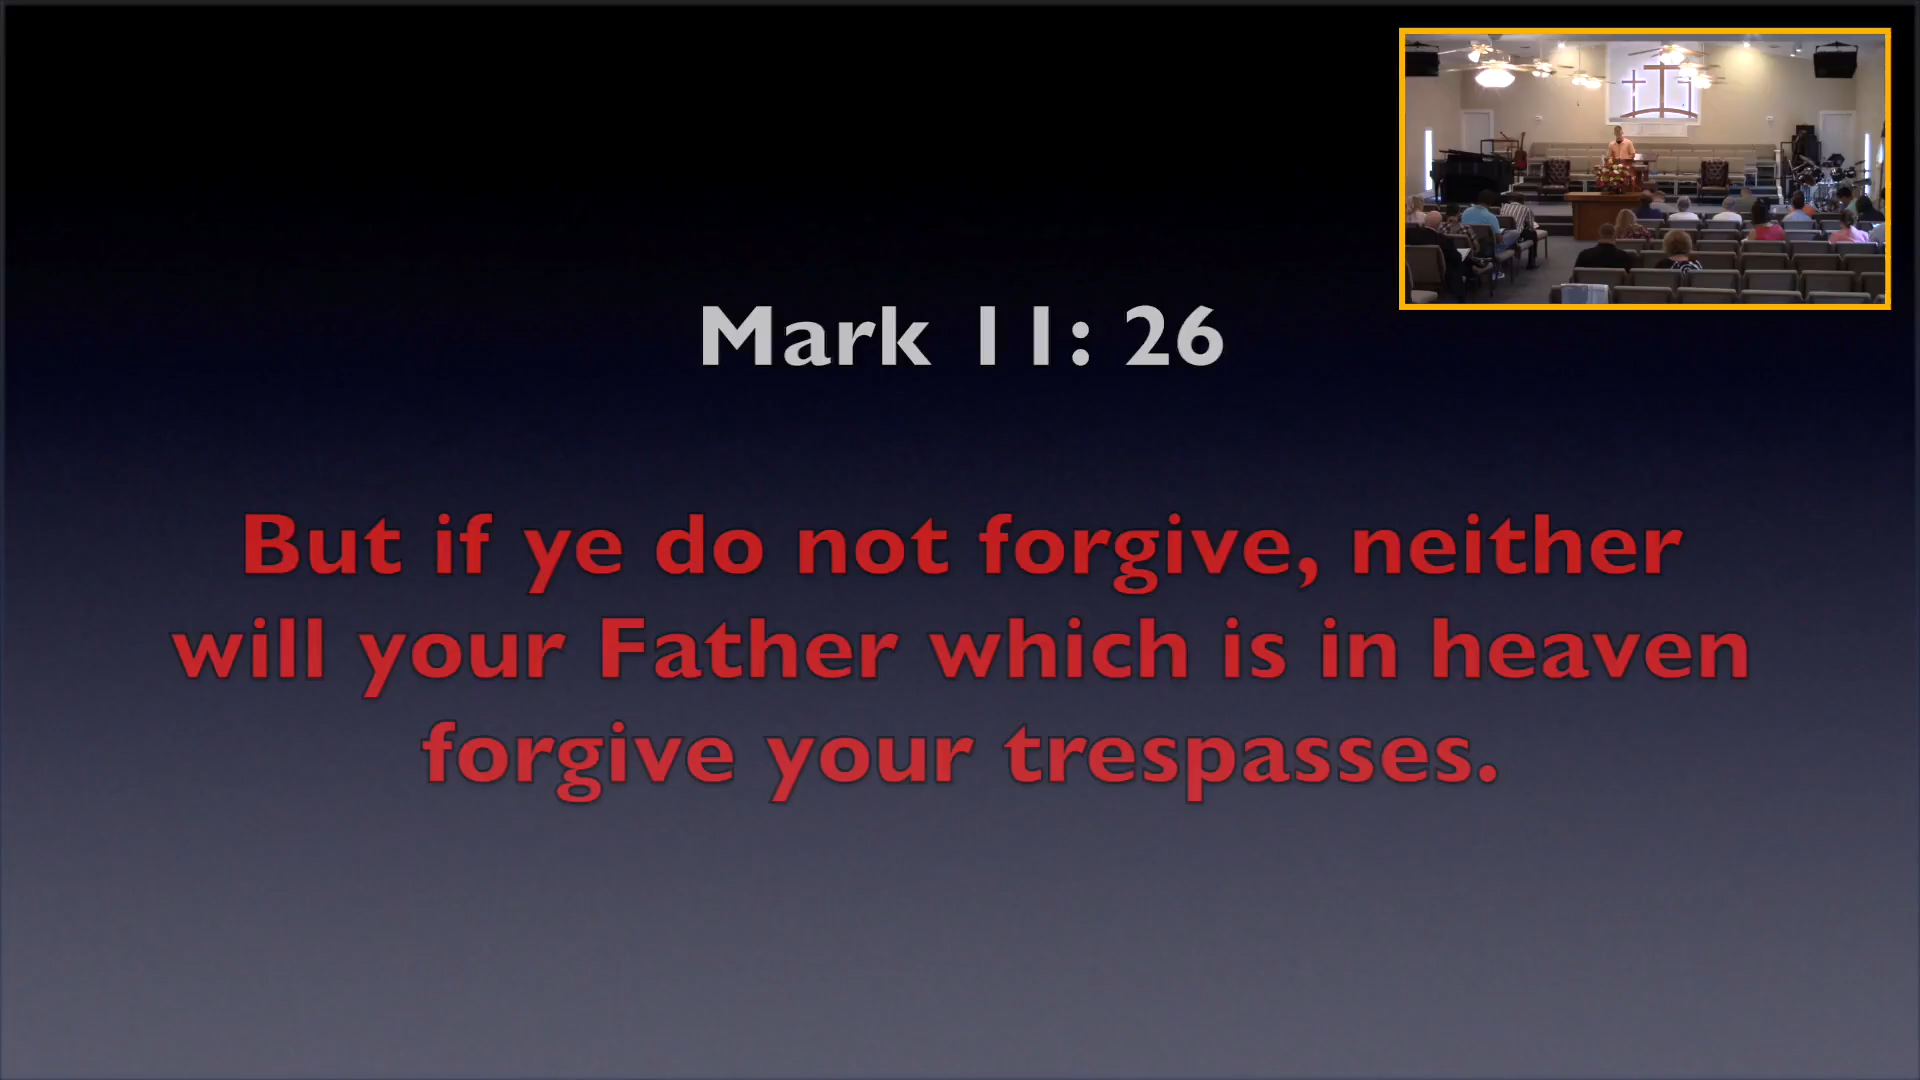 Mark 11: 26
But if ye do not forgive, neither
will your Father which is in heaven
forgive your trespasses.